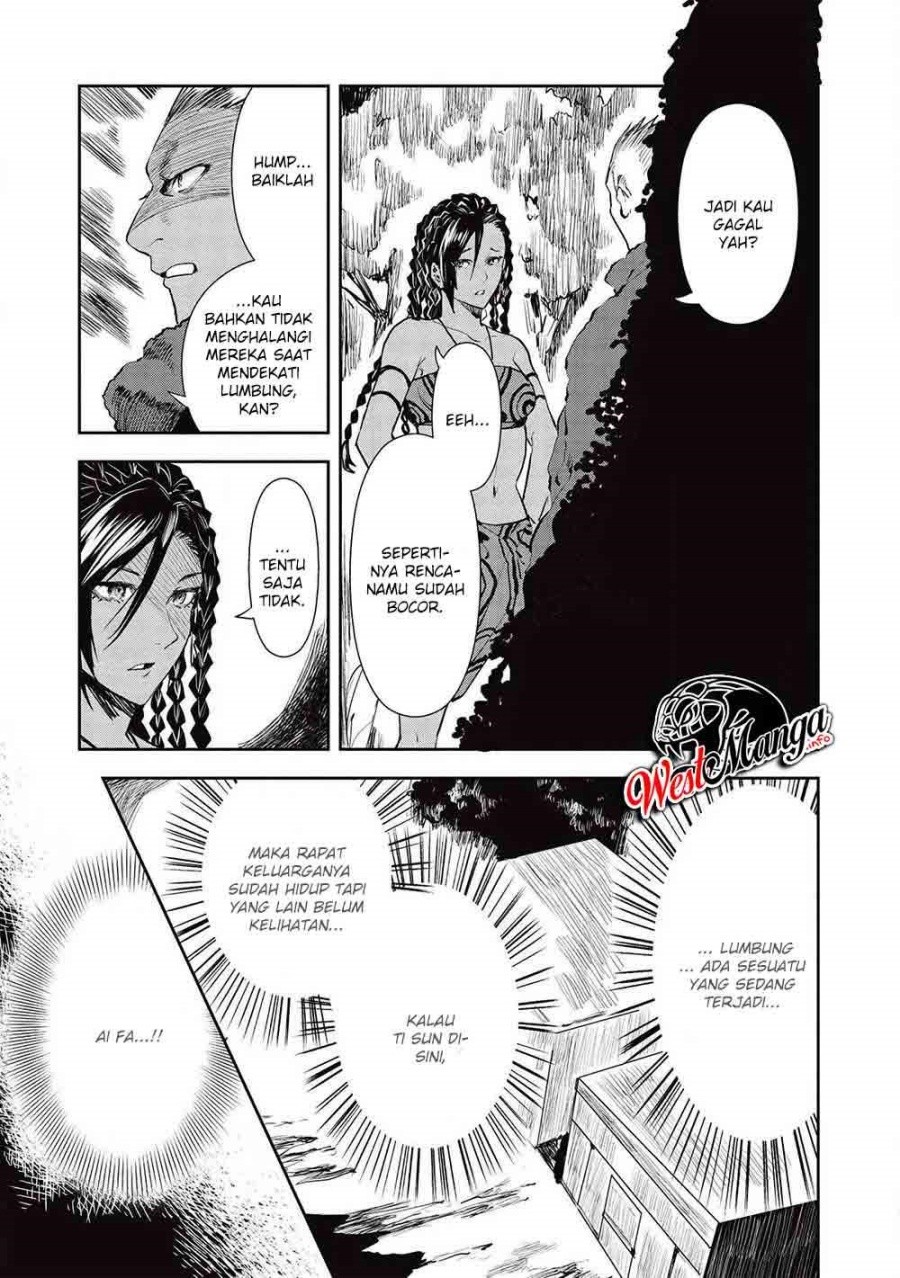 JADI KAU
GAGAL
YAH?
EEH...
SEPERTI-
NYA RENCA-
NAMU SUDAH
BOCOR.
HUMP...
BAIKLAH
...KAU
BAHKAN TIDAK
MENGHALANGI
MEREKA SAAT
MENDEKATI
LUMBUNG,
KAN?
...
TENTU
SAJA
TIDAK.
WestManga
.info
... LUMBUNG
... ADA SESUATU
YANG SEDANG
TERJADI...
KALAU
TI SUN DI-
SINI,
MAKA RAPAT
KELUARGANYA
SUDAH HIDUP TAPI
YANG LAIN BELUM
KELIHATAN...
AI FA...!!